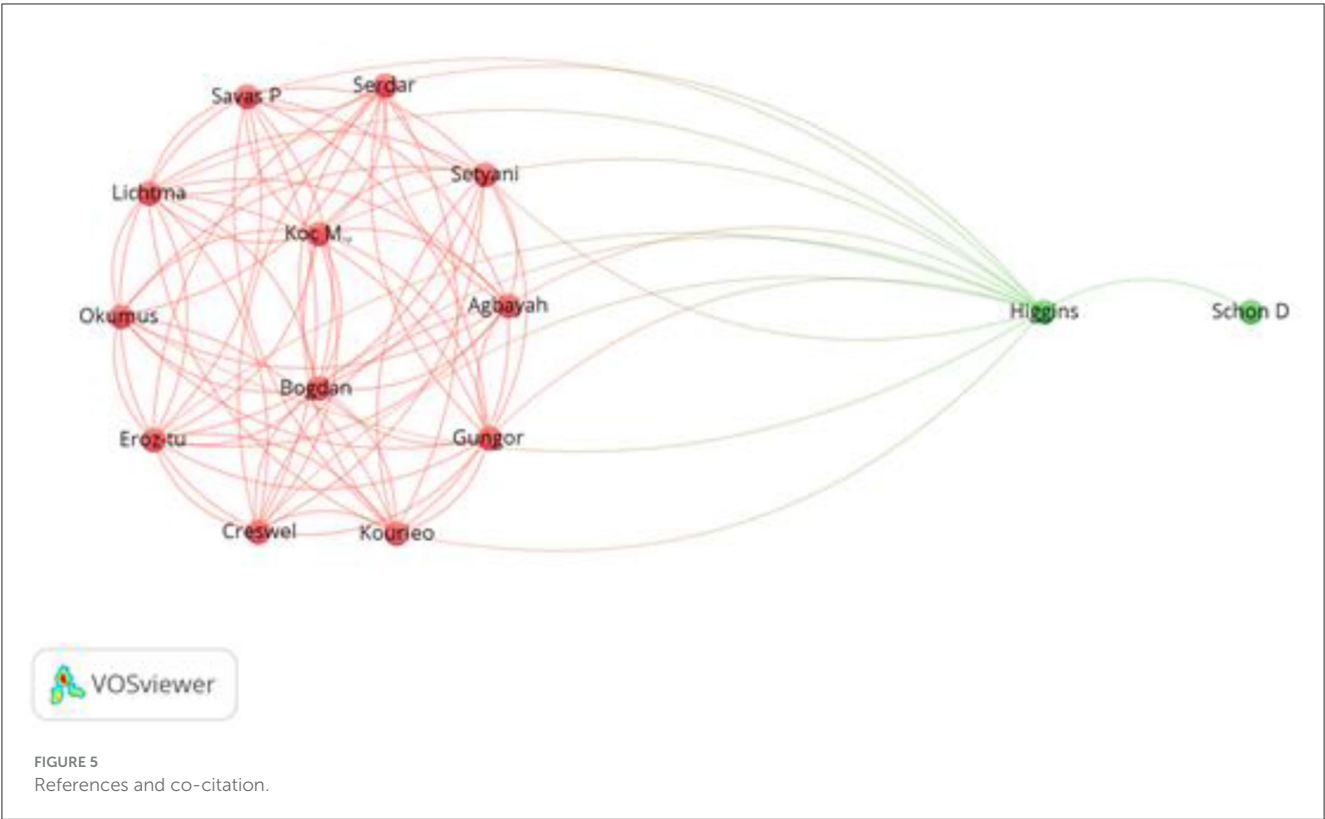 Savas P
Serdar
Setyani
Lichtma
Koc M.,
Agbayah
Higgins
Schon D
Okumus
Bogdan
Eroz-tu
Gungor
Creswel
Kourieo
VOSviewer
FIGURE 5
References and co-citation.